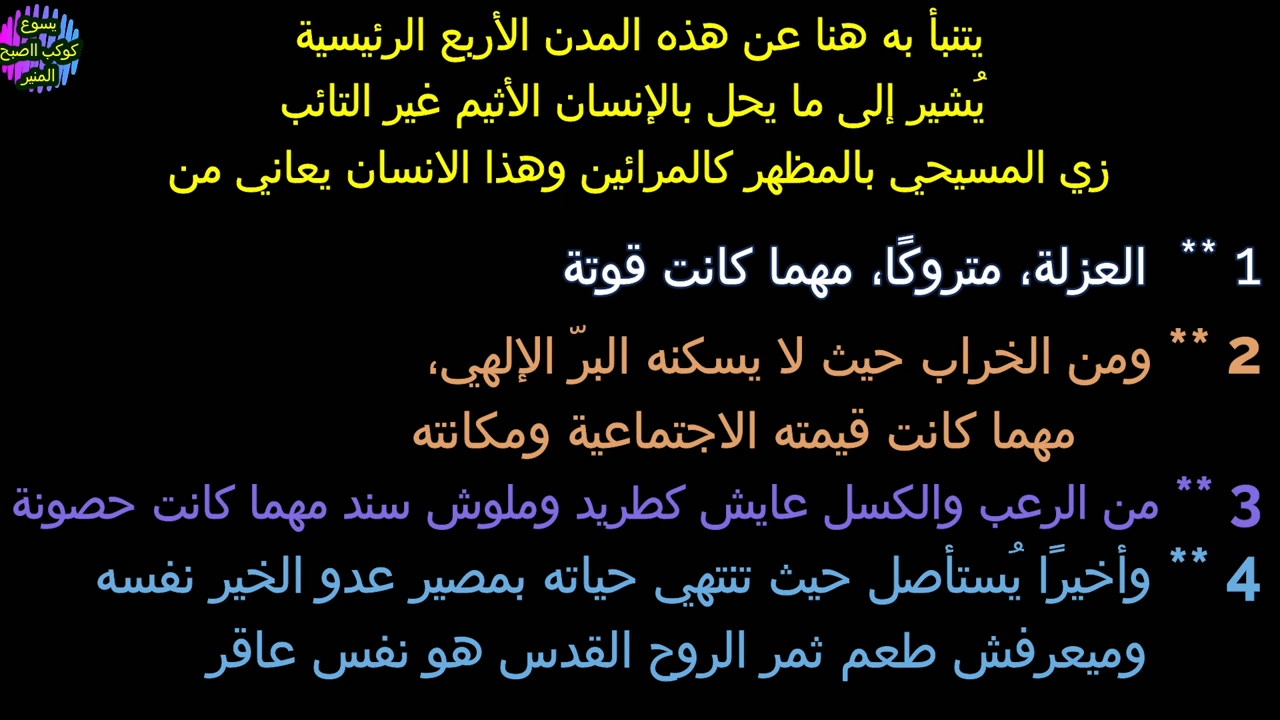 يسوع
كوكب ااصبح
المنير
يتنبأ به هنا عن هذه المدن الأربع الرئيسية
يُشير إلى ما يحل بالإنسان الأثيم غير التائب
زي المسيحي بالمظهر كالمرائين وهذا الانسان يعاني من
1 ** العزلة، متروكًا، مهما كانت قوتة
2 ** ومن الخراب حيث لا يسكنه البرّ الإلهي،
مهما كانت قيمته الاجتماعية ومكانته
3 ** من الرعب والكسل عايش كطريد وملوش سند مهما كانت حصونة
4 ** وأخيرًا يُستأصل حيث تنتهي حياته بمصير عدو الخير نفسه
وميعرفش طعم ثمر الروح القدس هو نفس عاقر